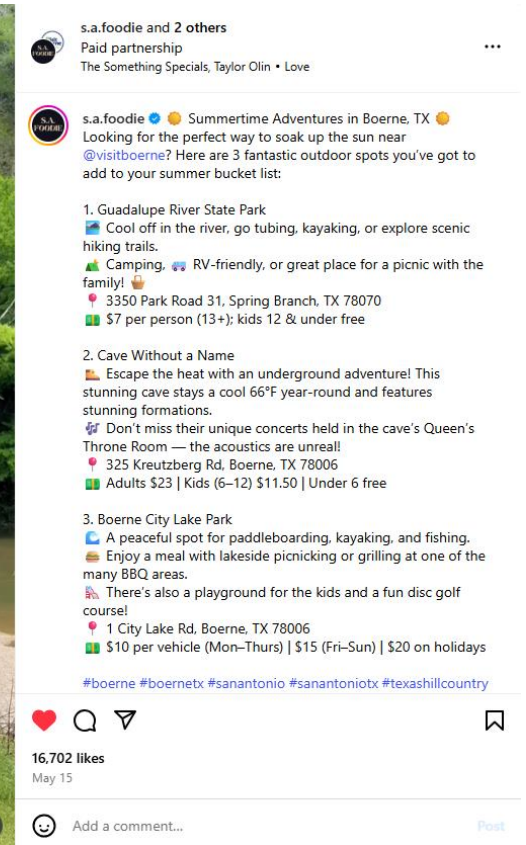 s.a.foodie and 2 others
Paid partnership
The Something Specials, Taylor Olin • Love
s.a.foodie 🌞 Summertime Adventures in Boerne, TX 🌞
Looking for the perfect way to soak up the sun near
@visitboerne? Here are 3 fantastic outdoor spots you've got to
add to your summer bucket list:
1. Guadalupe River State Park
🏞️ Cool off in the river, go tubing, kayaking, or explore scenic
hiking trails.
🏕️ Camping, 🚐 RV-friendly, or great place for a picnic with the
family! 🧺
📍 3350 Park Road 31, Spring Branch, TX 78070
💵 $7 per person (13+); kids 12 & under free
2. Cave Without a Name
🥾 Escape the heat with an underground adventure! This
stunning cave stays a cool 66°F year-round and features
stunning formations.
🎶 Don't miss their unique concerts held in the cave's Queen's
Throne Room — the acoustics are unreal!
📍 325 Kreutzberg Rd, Boerne, TX 78006
💵 Adults $23 | Kids (6–12) $11.50 | Under 6 free
3. Boerne City Lake Park
🌊 A peaceful spot for paddleboarding, kayaking, and fishing.
🍔 Enjoy a meal with lakeside picnicking or grilling at one of the
many BBQ areas.
🛝 There's also a playground for the kids and a fun disc golf
course!
📍 1 City Lake Rd, Boerne, TX 78006
💵 $10 per vehicle (Mon–Thurs) | $15 (Fri–Sun) | $20 on holidays
#boerne #boernetx #sanantonio #sanantoniotx #texashillcountry
16,702 likes
May 15
Add a comment...
Post
S.A.
FOODIE